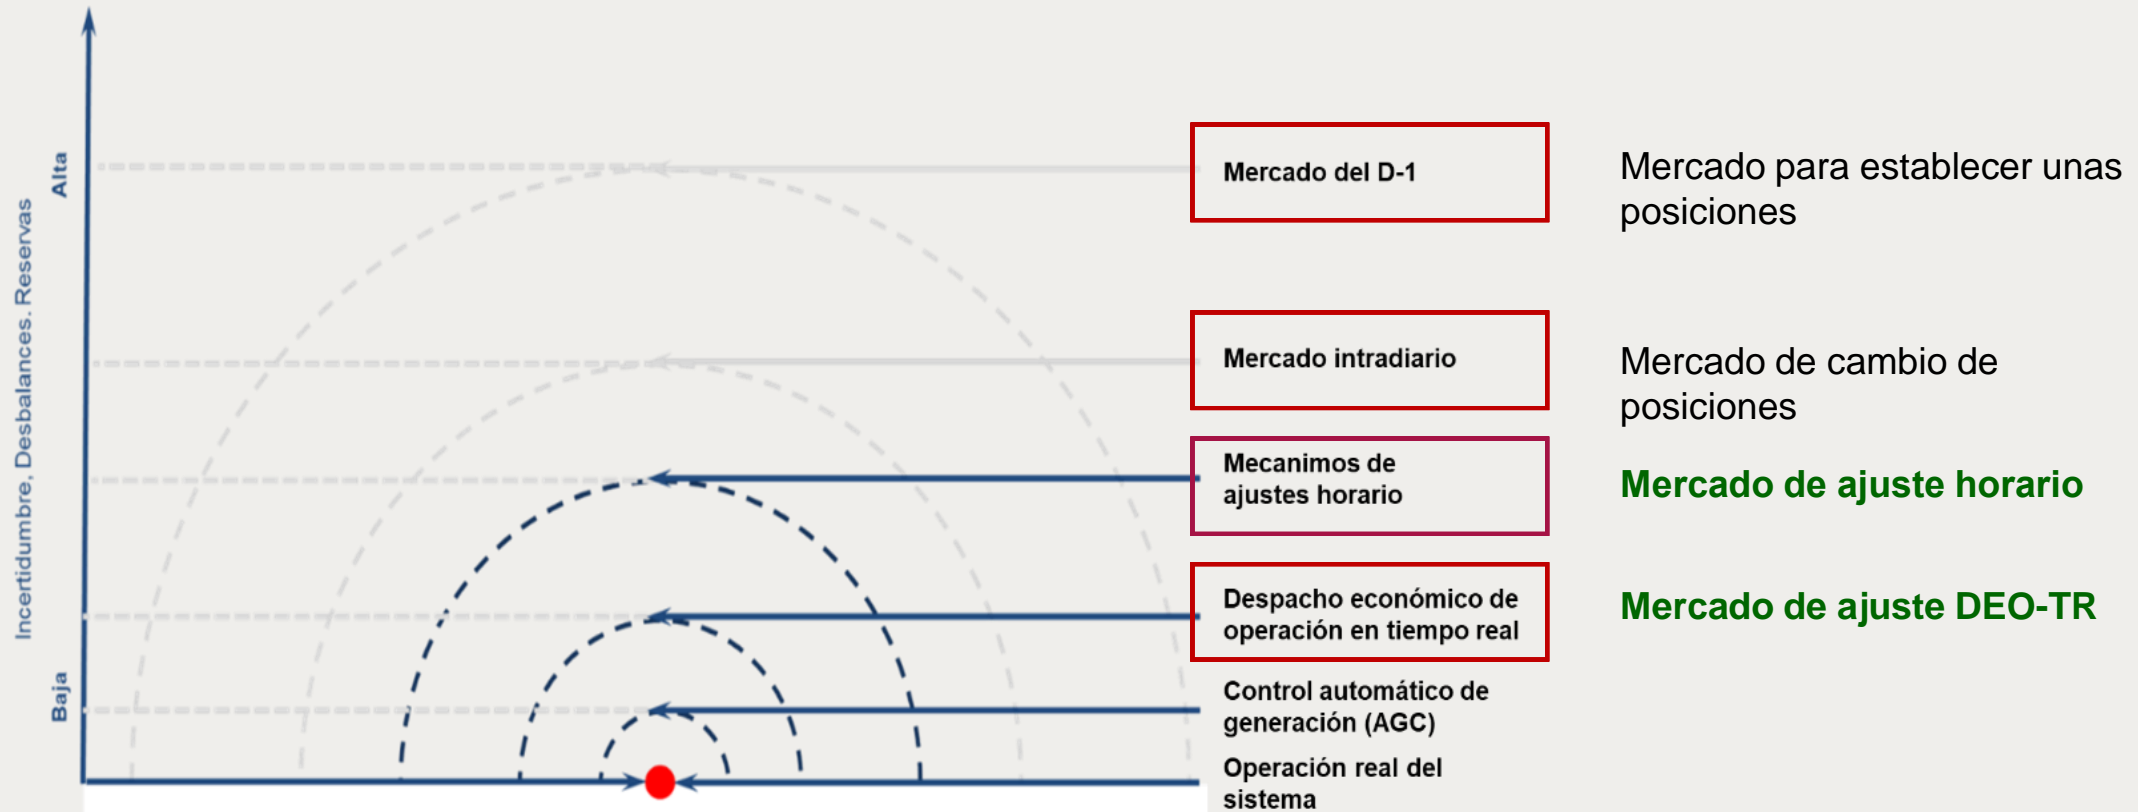 Incertidumbre, Desbalances. Reservas
Alta
Baja
Mercado del D-1
Mercado para establecer unas
posiciones
Mercado intradiario
Mercado de cambio de
posiciones
Mecanimos de
ajustes horario
Mercado de ajuste horario
Despacho económico de
operación en tiempo real
Mercado de ajuste DEO-TR
Control automático de
generación (AGC)
Operación real del
sistema